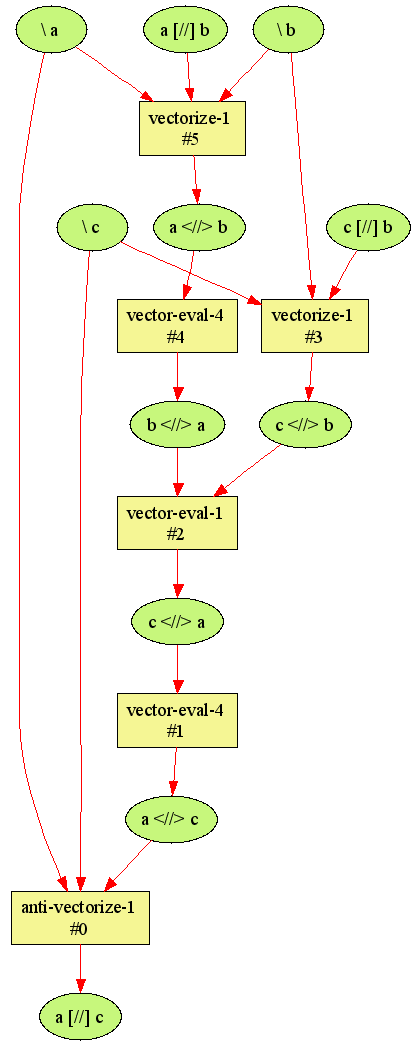 \ a
a [//] b
\ b
vectorize-1
#5
\ c
a <//> b
c [//] b
vector-eval-4
#4
vectorize-1
#3
b <//> a
c <//> b
vector-eval-1
#2
c <//> a
vector-eval-4
#1
a <//> c
anti-vectorize-1
#0
a [//] c